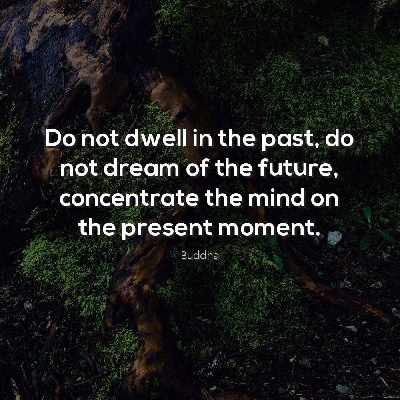 Do not dwell in the past, do
not dream of the future,
concentrate the mind on
the present moment.
Buddha